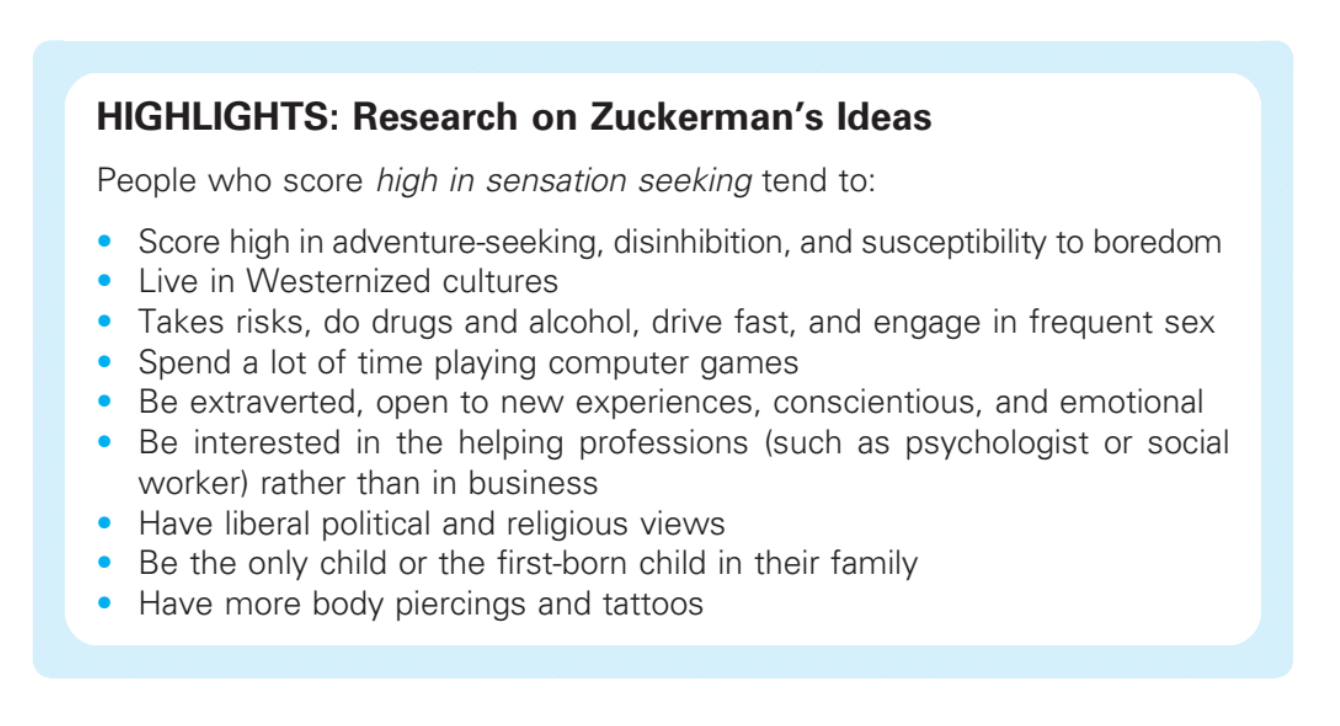 HIGHLIGHTS: Research on Zuckerman's Ideas
People who score high in sensation seeking tend to:
• Score high in adventure-seeking, disinhibition, and susceptibility to boredom
• Live in Westernized cultures
• Takes risks, do drugs and alcohol, drive fast, and engage in frequent sex
• Spend a lot of time playing computer games
• Be extraverted, open to new experiences, conscientious, and emotional
• Be interested in the helping professions (such as psychologist or social
worker) rather than in business
• Have liberal political and religious views
• Be the only child or the first-born child in their family
• Have more body piercings and tattoos